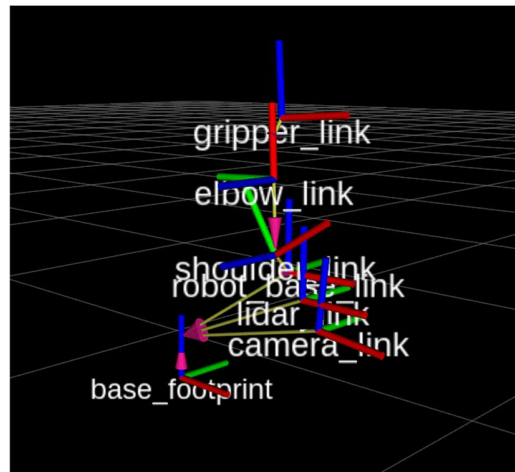 gripper_link
elbow_link
shoulder_link
robot_base_link
lidar_link
camera_link
base_footprint